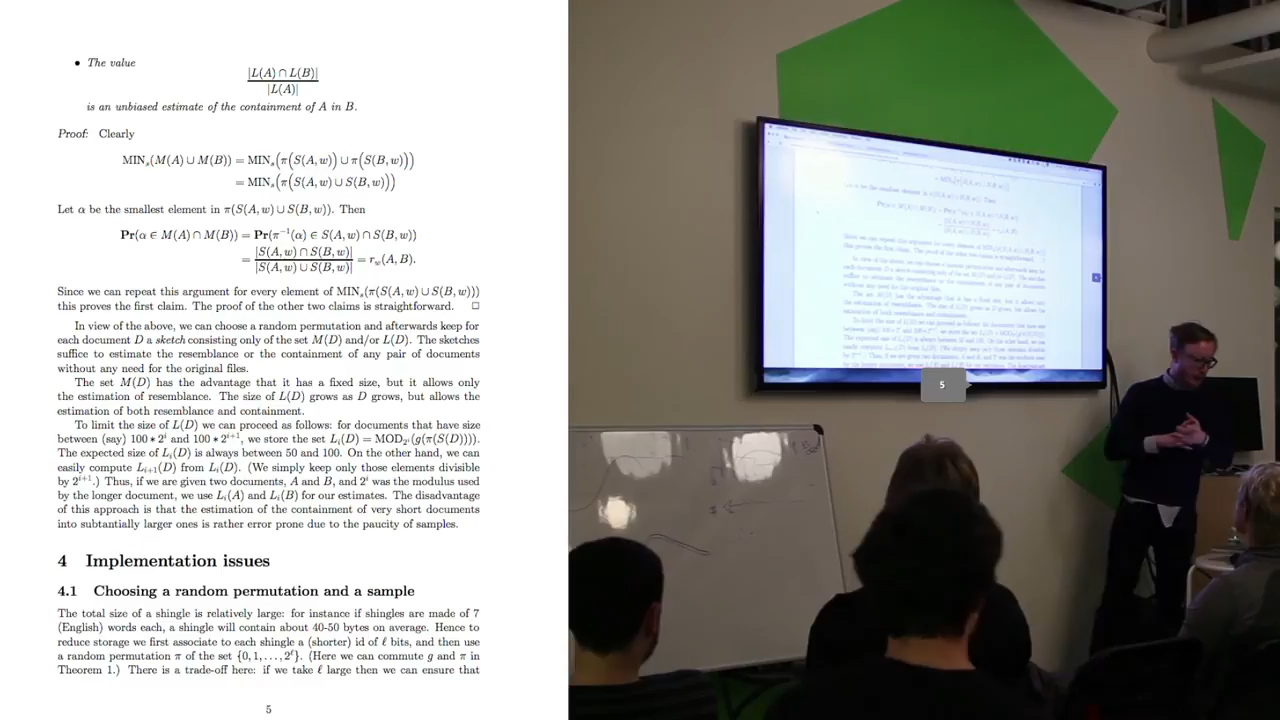 • The value
|L(A) ∩ L(B)|
|L(A)|
is an unbiased estimate of the containment of A in B.
Proof: Clearly
MINₛ(M(A) ∪ M(B)) = MINₛ(π(S(A, w)) ∪ π(S(B, w)))
= MINₛ(π(S(A, w) ∪ S(B, w)))
Let α be the smallest element in π(S(A, w) ∪ S(B, w)). Then
Pr(α ∈ M(A) ∩ M(B)) = Pr(π⁻¹(α) ∈ S(A, w) ∩ S(B, w))
= |S(A, w) ∩ S(B, w)| / |S(A, w) ∪ S(B, w)| = r_w(A, B).
Since we can repeat this argument for every element of MINₛ(π(S(A, w) ∪ S(B, w)))
this proves the first claim. The proof of the other two claims is straightforward. □
In view of the above, we can choose a random permutation and afterwards keep for
each document D a sketch consisting only of the set M(D) and/or L(D). The sketches
suffice to estimate the resemblance or the containment of any pair of documents
without any need for the original files.
The set M(D) has the advantage that it has a fixed size, but it allows only
the estimation of resemblance. The size of L(D) grows as D grows, but allows the
estimation of both resemblance and containment.
To limit the size of L(D) we can proceed as follows: for documents that have size
between (say) 100 ∗ 2ⁱ and 100 ∗ 2ⁱ⁺¹, we store the set Lᵢ(D) = MOD₂ⁱ(g(π(S(D)))).
The expected size of Lᵢ(D) is always between 50 and 100. On the other hand, we can
easily compute Lᵢ₊₁(D) from Lᵢ(D). (We simply keep only those elements divisible
by 2ⁱ⁺¹.) Thus, if we are given two documents, A and B, and 2ⁱ was the modulus used
by the longer document, we use Lᵢ(A) and Lᵢ(B) for our estimates. The disadvantage
of this approach is that the estimation of the containment of very short documents
into subtantially larger ones is rather error prone due to the paucity of samples.
4 Implementation issues
4.1 Choosing a random permutation and a sample
The total size of a shingle is relatively large: for instance if shingles are made of 7
(English) words each, a shingle will contain about 40-50 bytes on average. Hence to
reduce storage we first associate to each shingle a (shorter) id of ℓ bits, and then use
a random permutation π of the set {0, 1, . . . , 2^ℓ}. (Here we can commute g and π in
Theorem 1.) There is a trade-off here: if we take ℓ large then we can ensure that
5
5